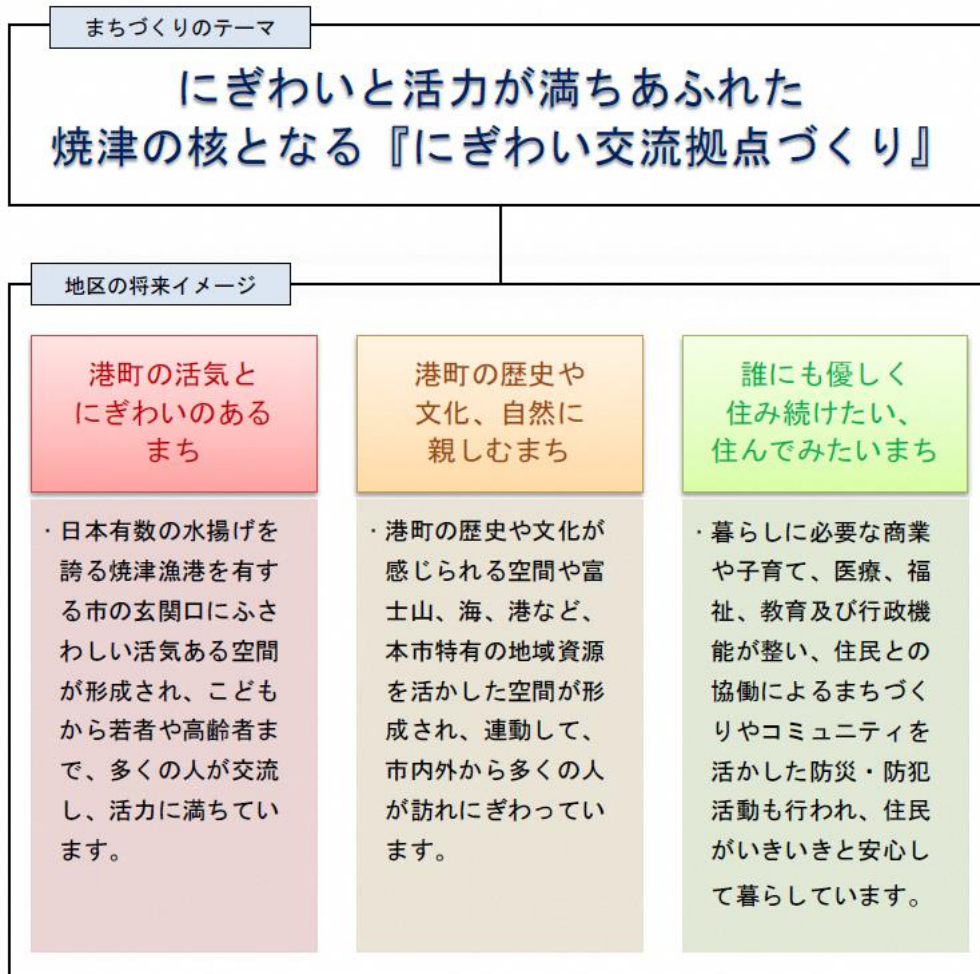 まちづくりのテーマ
にぎわいと活力が満ちあふれた
焼津の核となる『にぎわい交流拠点づくり』
地区の将来イメージ
港町の活気と
にぎわいのある
まち
・日本有数の水揚げを
誇る焼津漁港を有す
る市の玄関口にふさ
わしい活気ある空間
が形成され、こども
から若者や高齢者ま
で、多くの人が交流
し、活力に満ちてい
ます。
港町の歴史や
文化、自然に
親しむまち
・港町の歴史や文化が
感じられる空間や富
士山、海、港など、
本市特有の地域資源
を活かした空間が形
成され、連動して、
市内外から多くの人
が訪れにぎわってい
ます。
誰にも優しく
住み続けたい、
住んでみたいまち
・暮らしに必要な商業
や子育て、医療、福
祉、教育及び行政機
能が整い、住民との
協働によるまちづく
りやコミュニティを
活かした防災・防犯
活動も行われ、住民
がいきいきと安心し
て暮らしています。